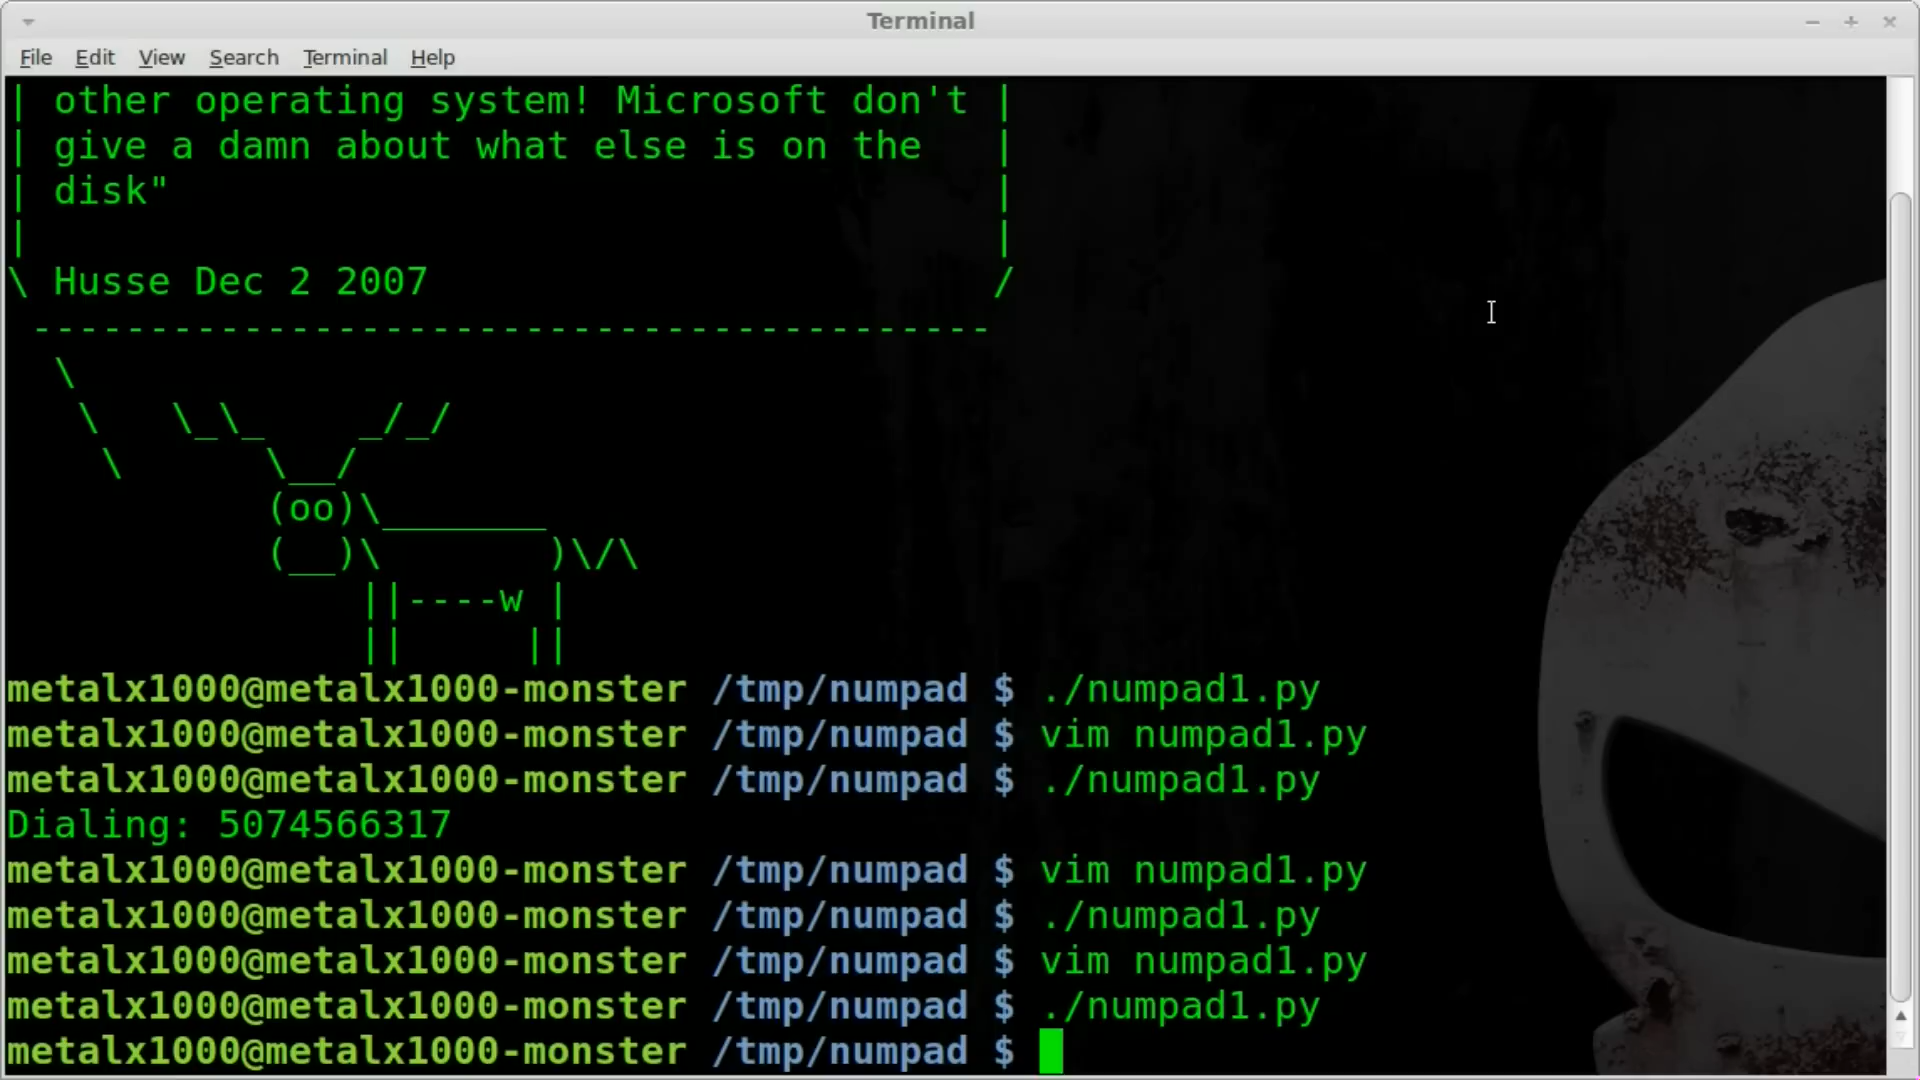 Terminal
File Edit View Search Terminal Help
| other operating system! Microsoft don't |
| give a damn about what else is on the |
| disk" |
| |
\ Husse Dec 2 2007 /
 -----------------------------------------
  \
   \   \_\_    _/_/
    \      \__/
           (oo)\_______
           (__)\       )\/\
               ||----w |
               ||     ||
metalx1000@metalx1000-monster /tmp/numpad $ ./numpad1.py
metalx1000@metalx1000-monster /tmp/numpad $ vim numpad1.py
metalx1000@metalx1000-monster /tmp/numpad $ ./numpad1.py
Dialing: 5074566317
metalx1000@metalx1000-monster /tmp/numpad $ vim numpad1.py
metalx1000@metalx1000-monster /tmp/numpad $ ./numpad1.py
metalx1000@metalx1000-monster /tmp/numpad $ vim numpad1.py
metalx1000@metalx1000-monster /tmp/numpad $ ./numpad1.py
metalx1000@metalx1000-monster /tmp/numpad $